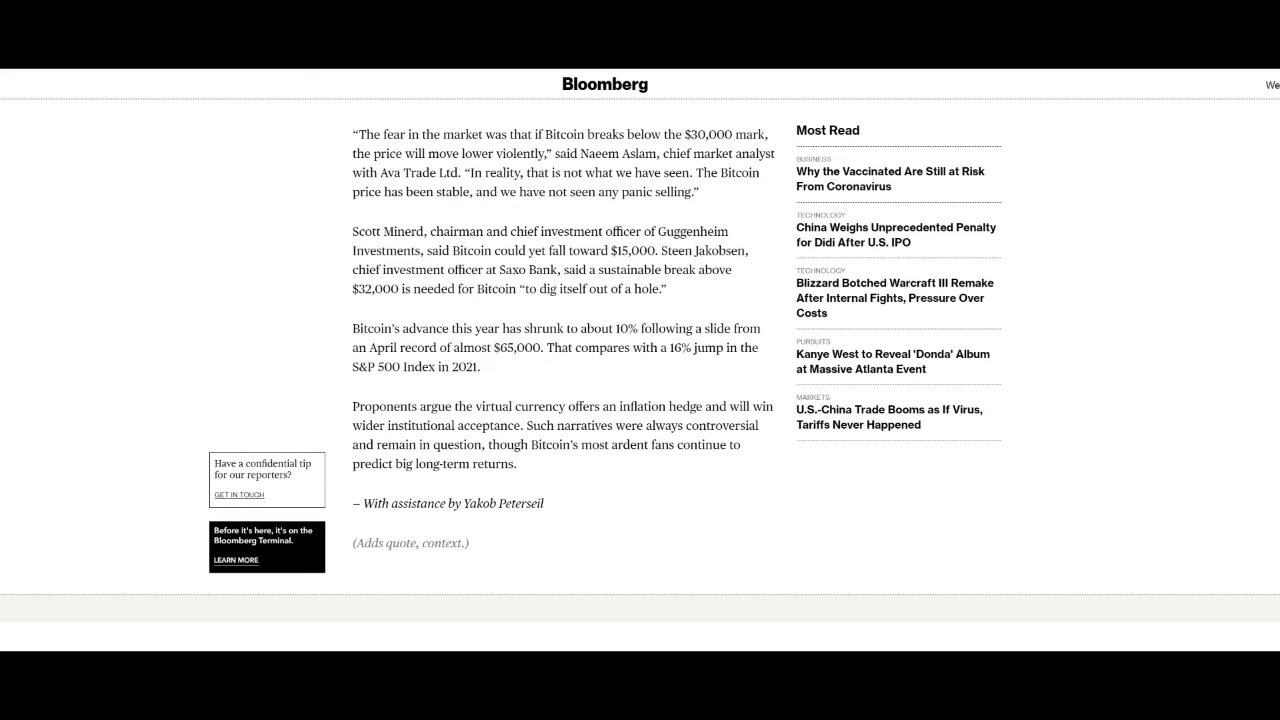 Bloomberg
We
“The fear in the market was that if Bitcoin breaks below the $30,000 mark,
the price will move lower violently,” said Naeem Aslam, chief market analyst
with Ava Trade Ltd. “In reality, that is not what we have seen. The Bitcoin
price has been stable, and we have not seen any panic selling.”
Scott Minerd, chairman and chief investment officer of Guggenheim
Investments, said Bitcoin could yet fall toward $15,000. Steen Jakobsen,
chief investment officer at Saxo Bank, said a sustainable break above
$32,000 is needed for Bitcoin “to dig itself out of a hole.”
Bitcoin’s advance this year has shrunk to about 10% following a slide from
an April record of almost $65,000. That compares with a 16% jump in the
S&P 500 Index in 2021.
Proponents argue the virtual currency offers an inflation hedge and will win
wider institutional acceptance. Such narratives were always controversial
and remain in question, though Bitcoin’s most ardent fans continue to
predict big long-term returns.
– With assistance by Yakob Peterseil
(Adds quote, context.)
Have a confidential tip
for our reporters?
GET IN TOUCH
Before it's here, it's on the
Bloomberg Terminal.
LEARN MORE
Most Read
BUSINESS
Why the Vaccinated Are Still at Risk
From Coronavirus
TECHNOLOGY
China Weighs Unprecedented Penalty
for Didi After U.S. IPO
TECHNOLOGY
Blizzard Botched Warcraft III Remake
After Internal Fights, Pressure Over
Costs
PURSUITS
Kanye West to Reveal 'Donda' Album
at Massive Atlanta Event
MARKETS
U.S.-China Trade Booms as If Virus,
Tariffs Never Happened